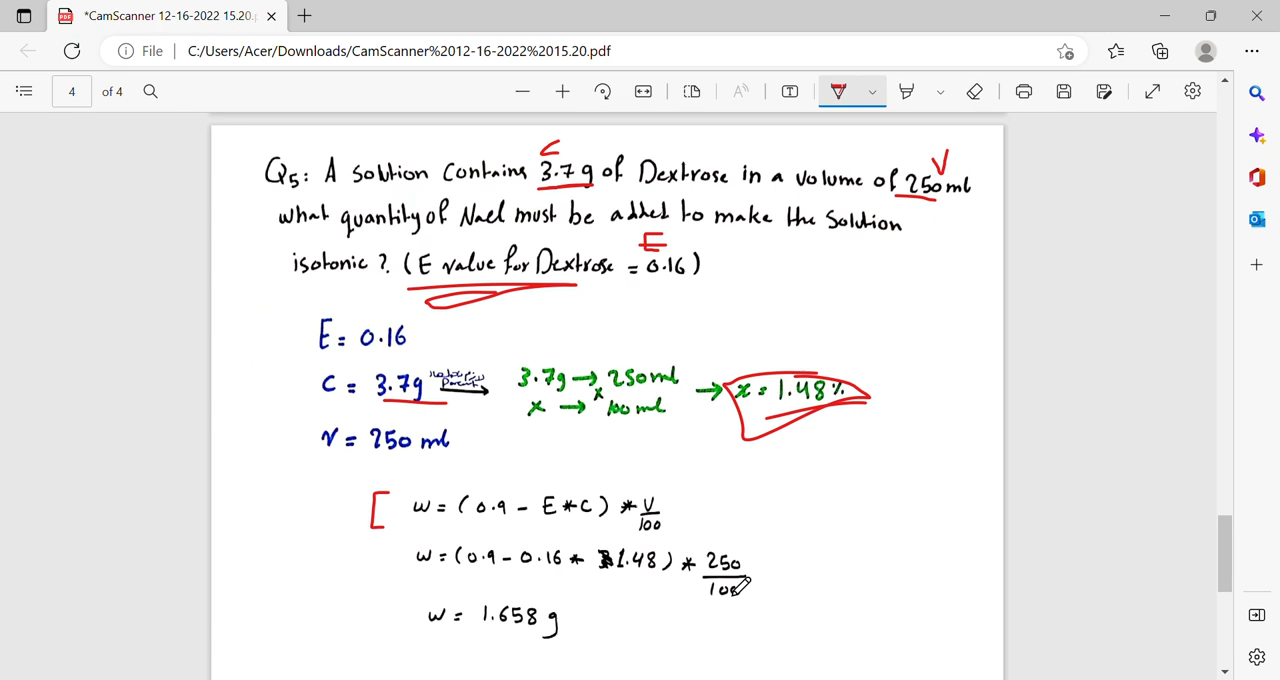 *CamScanner 12-16-2022 15.20.p
File
C:/Users/Acer/Downloads/CamScanner%2012-16-2022%2015.20.pdf
4 of 4
C
V
Q5: A solution contains 3.7g of Dextrose in a volume of 250ml
what quantity of Nacl must be added to make the solution
E
isotonic ? ( E value for Dextrose = 0.16 )
E = 0.16
C = 3.7g → 3.7g → 250ml → x = 1.48%
x
x → 100 ml
V = 250 ml
[ w = ( 0.9 - E * C ) * V/100
w = ( 0.9 - 0.16 * 1.48 ) * 250
100
w = 1.658 g